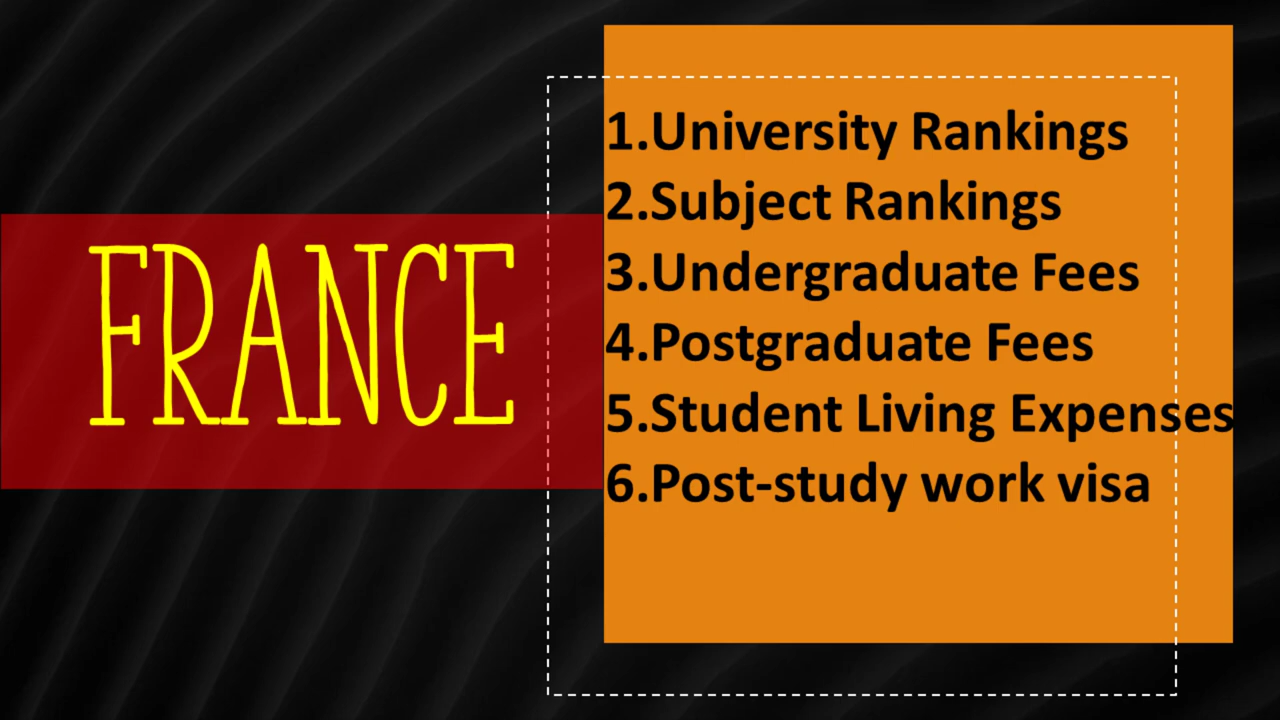 FRANCE
1.University Rankings
2.Subject Rankings
3.Undergraduate Fees
4.Postgraduate Fees
5.Student Living Expenses
6.Post-study work visa